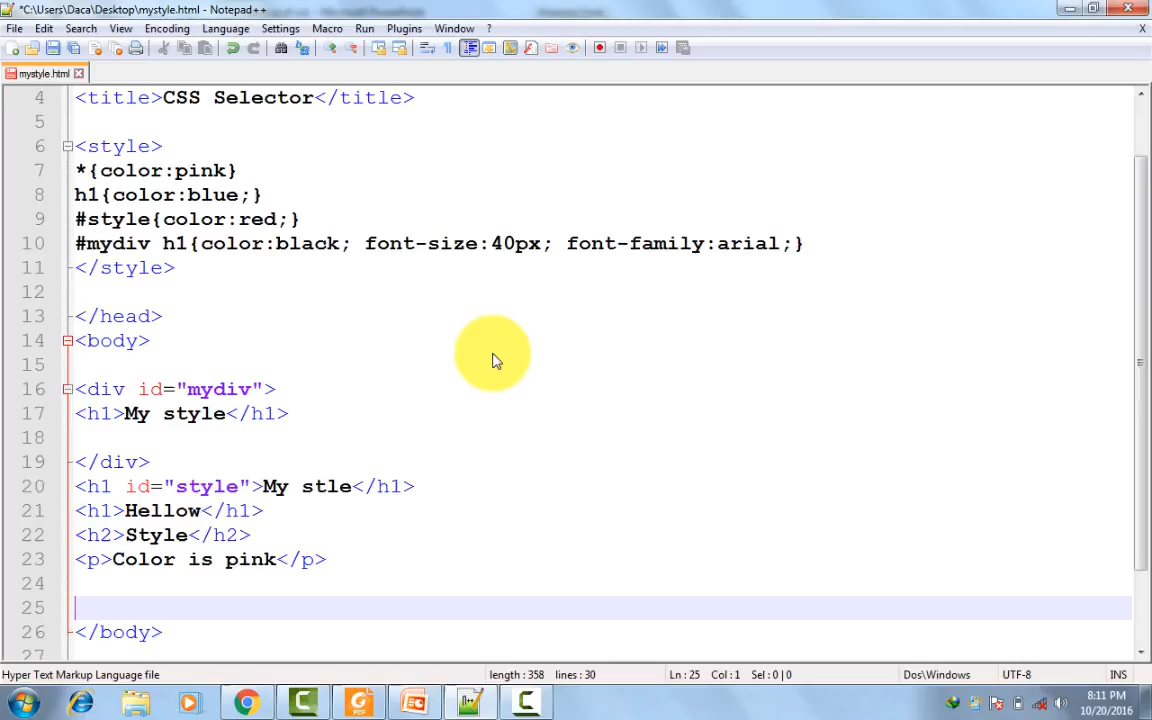 *C:\Users\Daca\Desktop\mystyle.html - Notepad++
File Edit Search View Encoding Language Settings Macro Run Plugins Window ? X
mystyle.html
4 <title>CSS Selector</title>
5
6 <style>
7 *{color:pink}
8 h1{color:blue;}
9 #style{color:red;}
10 #mydiv h1{color:black; font-size:40px; font-family:arial;}
11 </style>
12
13 </head>
14 <body>
15
16 <div id="mydiv">
17 <h1>My style</h1>
18
19 </div>
20 <h1 id="style">My stle</h1>
21 <h1>Hellow</h1>
22 <h2>Style</h2>
23 <p>Color is pink</p>
24
25
26 </body>
27
Hyper Text Markup Language file length : 358 lines : 30 Ln : 25 Col : 1 Sel : 0 | 0 Dos\Windows UTF-8 INS
8:11 PM
10/20/2016